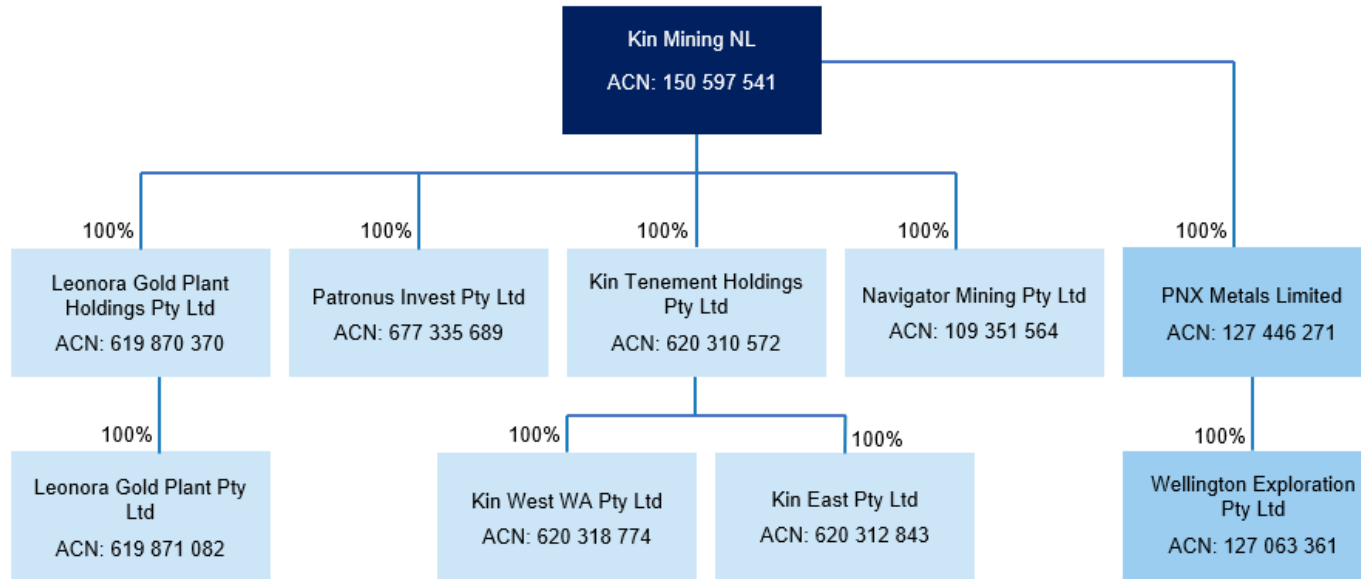 Kin Mining NL
ACN: 150 597 541
100%
100%
100%
100%
100%
Leonora Gold Plant
Holdings Pty Ltd
ACN: 619 870 370
Patronus Invest Pty Ltd
ACN: 677 335 689
Kin Tenement Holdings
Pty Ltd
ACN: 620 310 572
Navigator Mining Pty Ltd
ACN: 109 351 564
PNX Metals Limited
ACN: 127 446 271
100%
100%
100%
100%
Leonora Gold Plant Pty
Ltd
ACN: 619 871 082
Kin West WA Pty Ltd
ACN: 620 318 774
Kin East Pty Ltd
ACN: 620 312 843
Wellington Exploration
Pty Ltd
ACN: 127 063 361